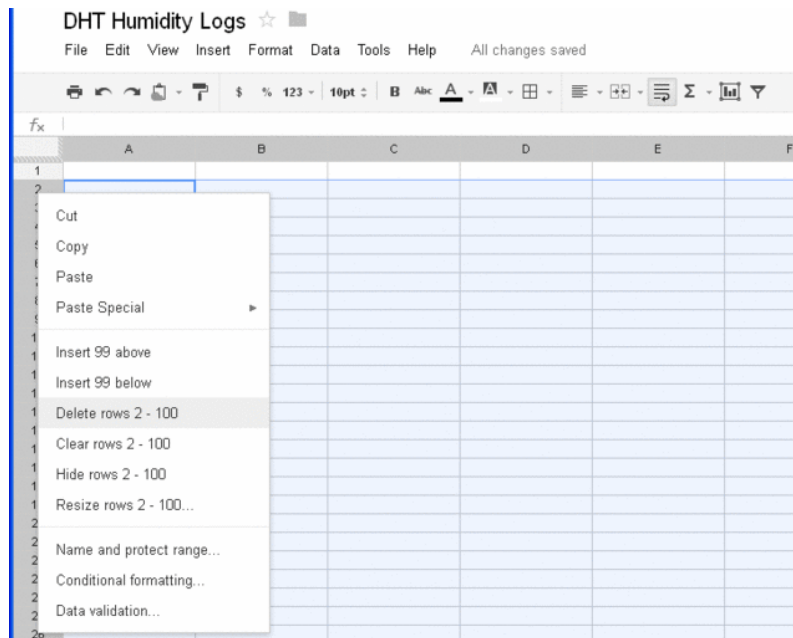 DHT Humidity Logs
File Edit View Insert Format Data Tools Help All changes saved
$ % 123 10pt B Abc A A Σ
fx
A B C D E F
1
2
Cut
Copy
Paste
Paste Special
Insert 99 above
Insert 99 below
Delete rows 2 - 100
Clear rows 2 - 100
Hide rows 2 - 100
Resize rows 2 - 100...
Name and protect range...
Conditional formatting...
Data validation...
26